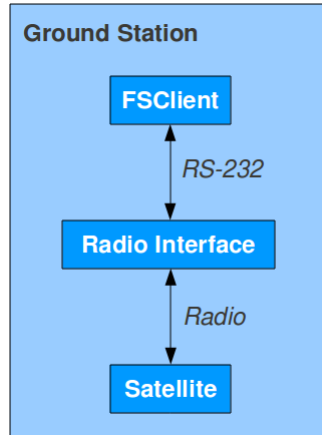 Ground Station
FSClient
RS-232
Radio Interface
Radio
Satellite